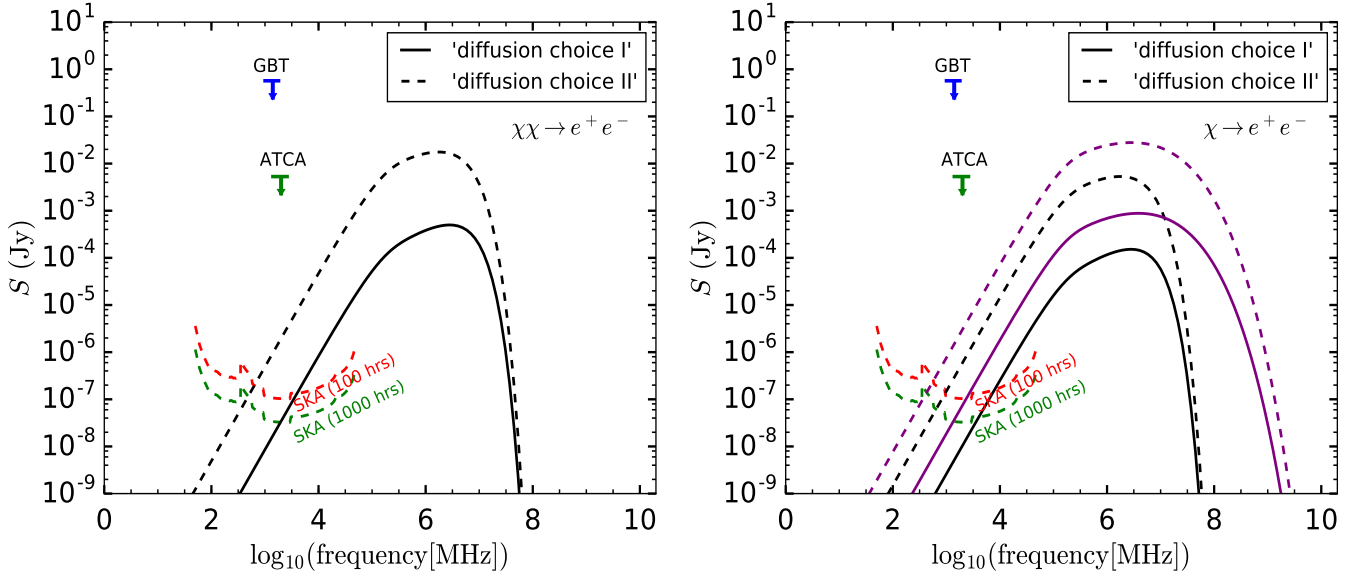 10^1
10^0
10^-1
10^-2
10^-3
10^-4
10^-5
10^-6
10^-7
10^-8
10^-9
S (Jy)
0 2 4 6 8 10
log_10(frequency[MHz])
'diffusion choice I'
'diffusion choice II'
χχ → e^+ e^-
GBT
ATCA
SKA (100 hrs)
SKA (1000 hrs)
10^1
10^0
10^-1
10^-2
10^-3
10^-4
10^-5
10^-6
10^-7
10^-8
10^-9
S (Jy)
0 2 4 6 8 10
log_10(frequency[MHz])
'diffusion choice I'
'diffusion choice II'
χ → e^+ e^-
GBT
ATCA
SKA (100 hrs)
SKA (1000 hrs)